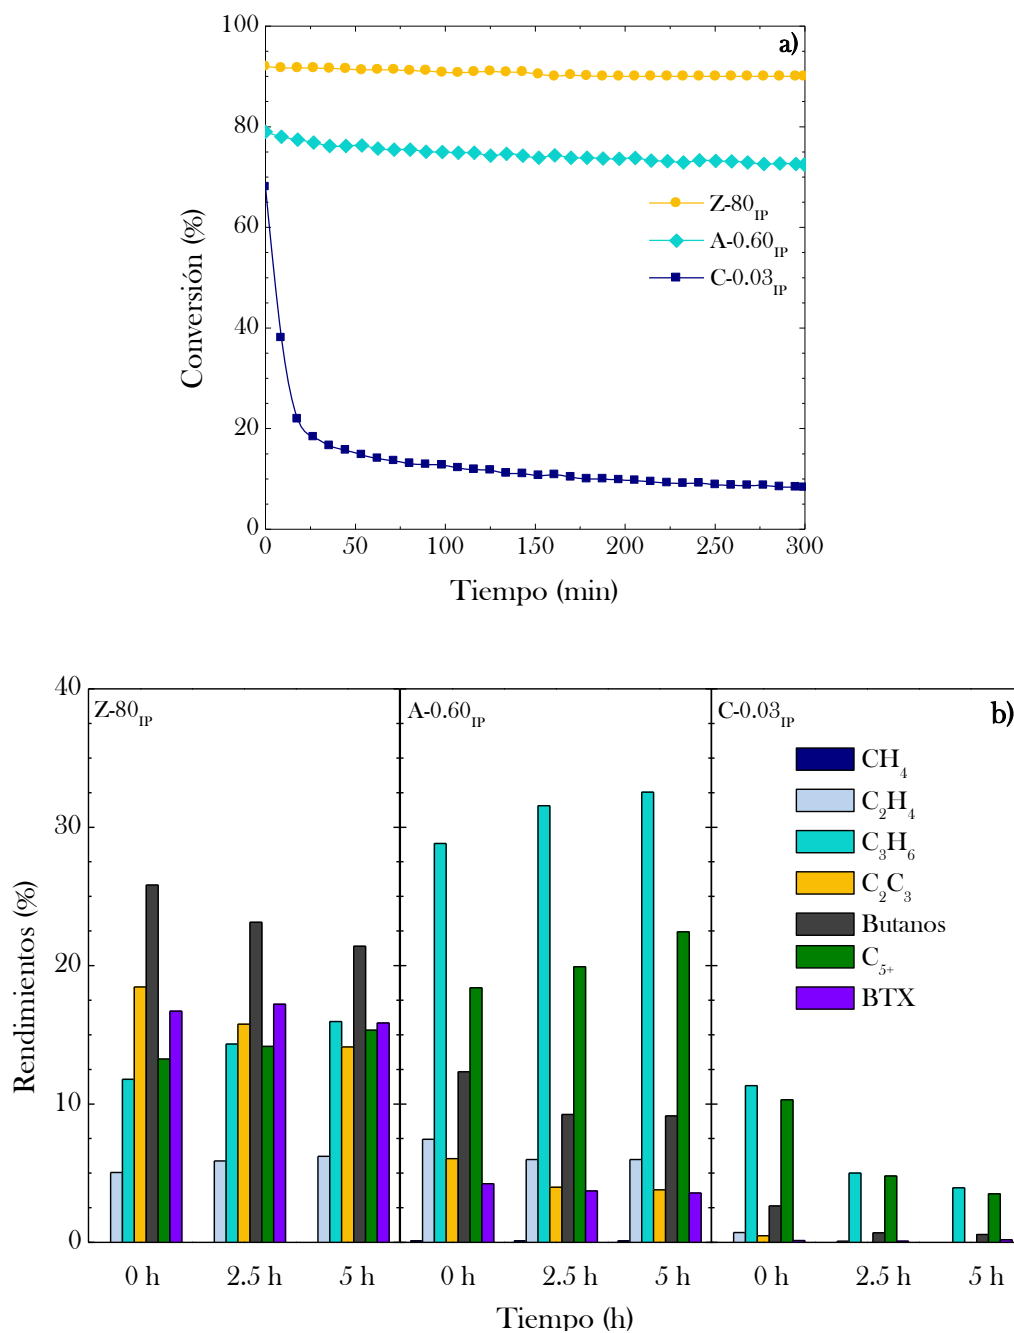 a)
100
80
60
40
20
0
Conversión (%)
Z-80IP
A-0.60IP
C-0.03IP
0 50 100 150 200 250 300
Tiempo (min)
40
30
20
10
0
Rendimientos (%)
Z-80IP
A-0.60IP
C-0.03IP
b)
CH4
C2H4
C3H6
C2C3
Butanos
C5+
BTX
0 h 2.5 h 5 h 0 h 2.5 h 5 h 0 h 2.5 h 5 h
Tiempo (h)